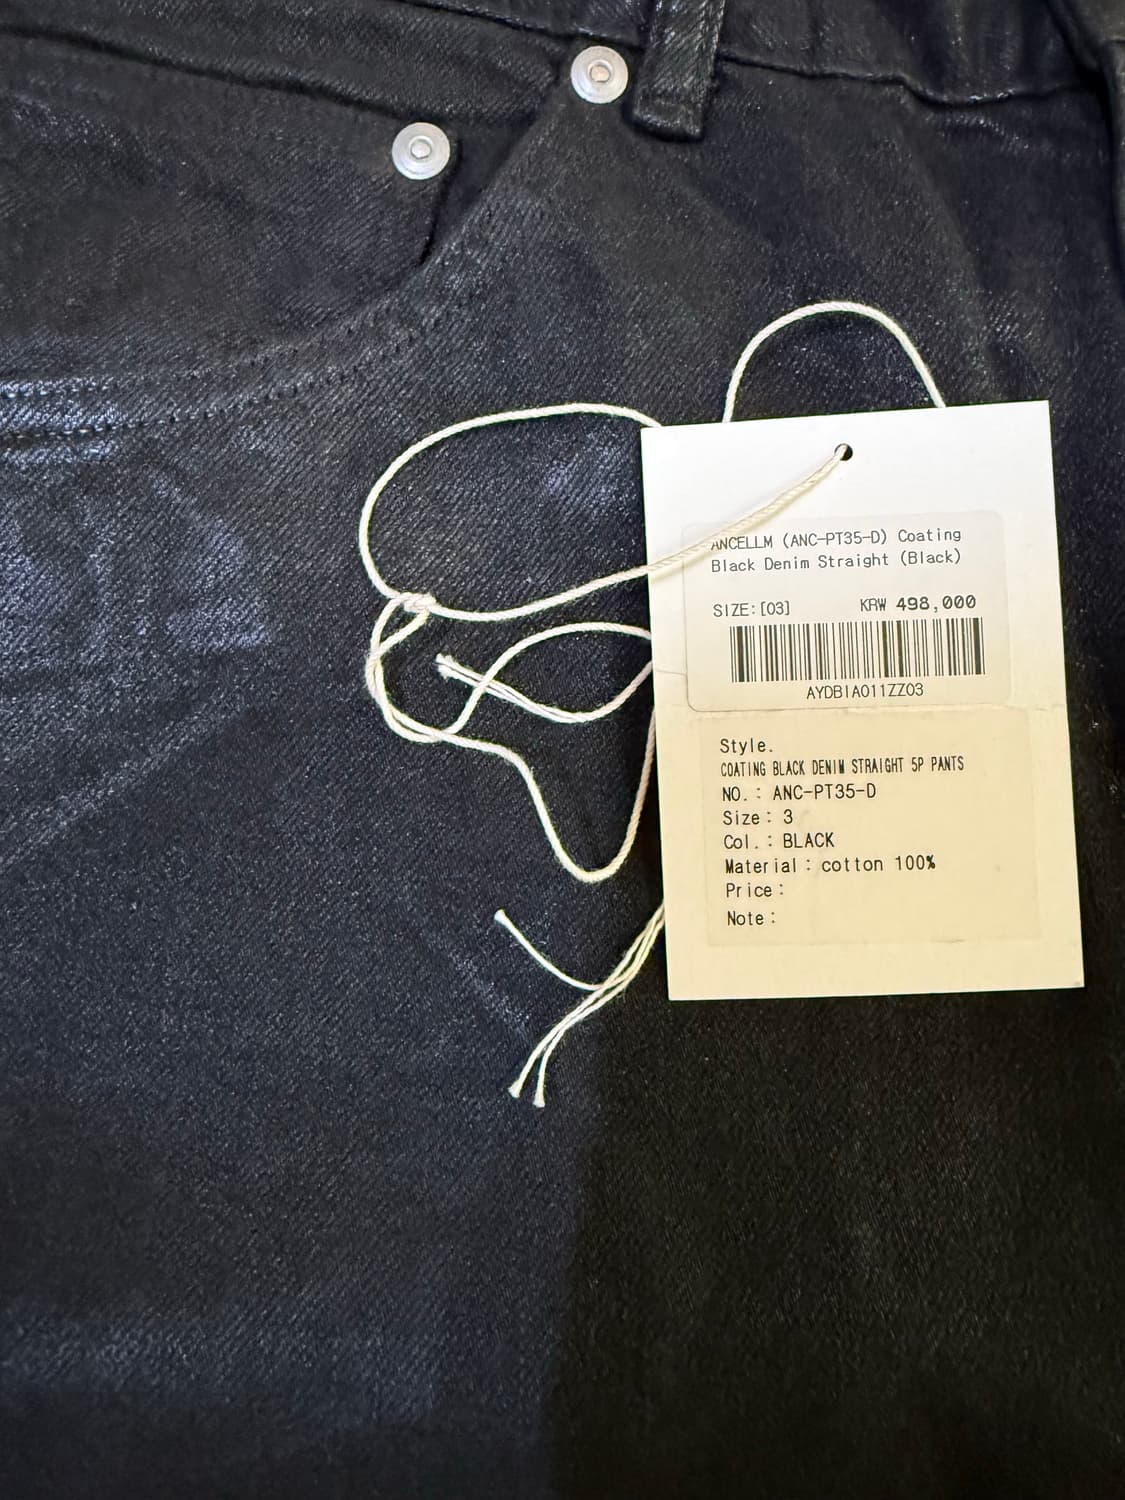 ANCELLM (ANC-PT35-D) Coating
Black Denim Straight (Black)
SIZE:[03] KRW 498,000
AYDBIA011ZZ03
Style.
COATING BLACK DENIM STRAIGHT 5P PANTS
NO.: ANC-PT35-D
Size: 3
Col.: BLACK
Material: cotton 100%
Price:
Note: